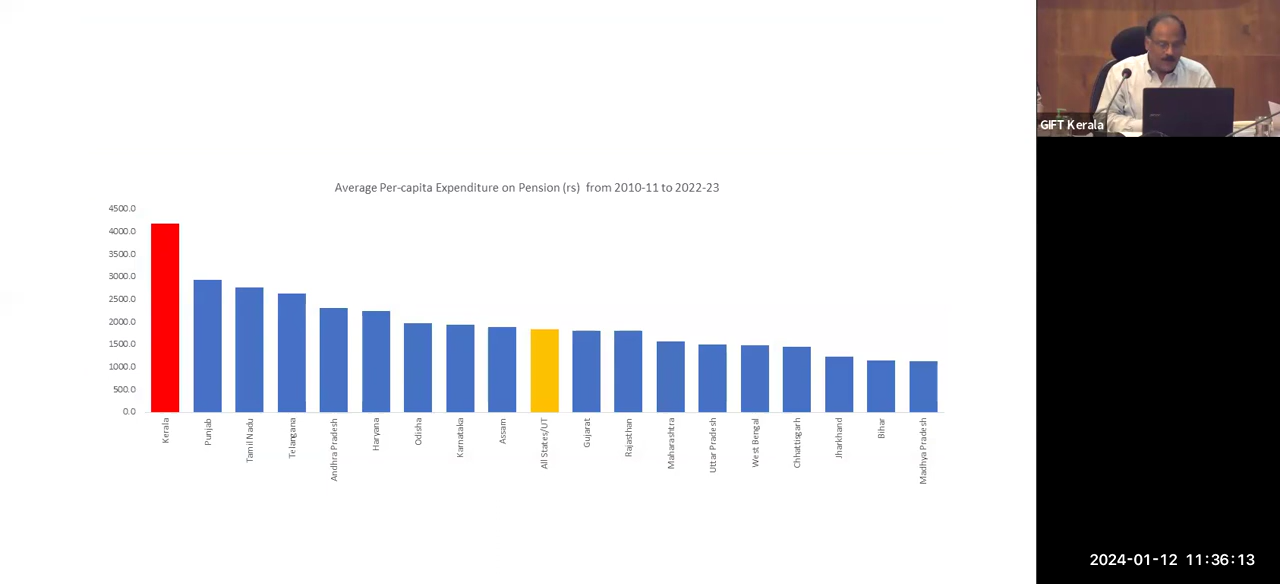 Average Per-capita Expenditure on Pension (rs) from 2010-11 to 2022-23
4500.0
4000.0
3500.0
3000.0
2500.0
2000.0
1500.0
1000.0
500.0
0.0
Kerala
Punjab
Tamil Nadu
Telangana
Andhra Pradesh
Haryana
Odisha
Karnataka
Assam
All States/UT
Gujarat
Rajasthan
Maharashtra
Uttar Pradesh
West Bengal
Chhattisgarh
Jharkhand
Bihar
Madhya Pradesh
GIFT Kerala
2024-01-12 11:36:13